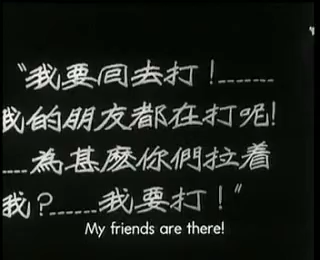 “我要回去打！......
我的朋友都在打呢!
......為甚麽你們拉着
我？......我要打！”
My friends are there!